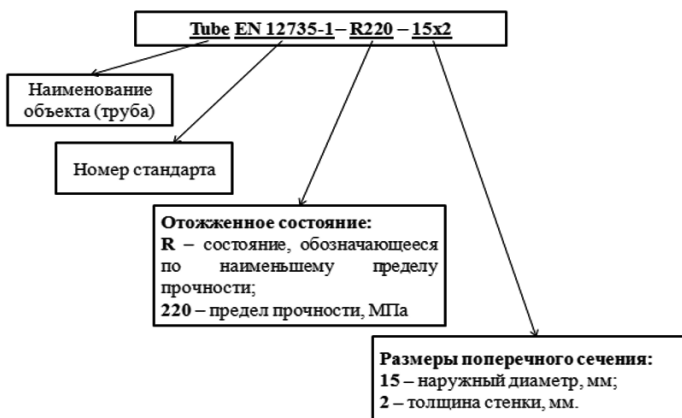 Tube EN 12735-1 – R220 – 15x2
Наименование
объекта (труба)
Номер стандарта
Отожженное состояние:
R – состояние, обозначающееся
по наименьшему пределу
прочности;
220 – предел прочности, МПа
Размеры поперечного сечения:
15 – наружный диаметр, мм;
2 – толщина стенки, мм.